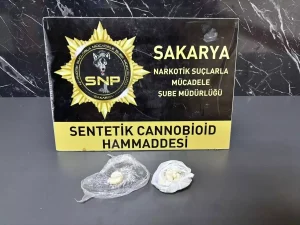 SNP
SAKARYA
NARKOTİK SUÇLARLA
MÜCADELE
ŞUBE MÜDÜRLÜĞÜ
SENTETİK CANNOBİOİD
HAMMADDESİ